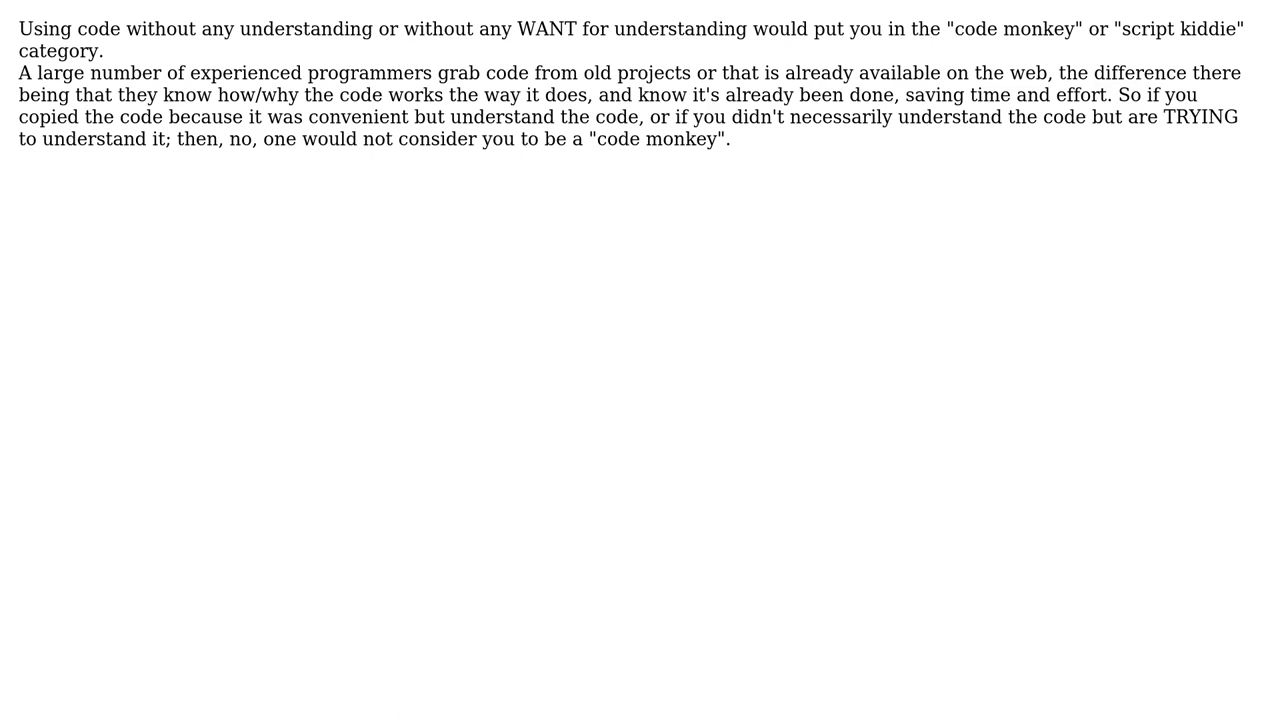 Using code without any understanding or without any WANT for understanding would put you in the "code monkey" or "script kiddie"
category.
A large number of experienced programmers grab code from old projects or that is already available on the web, the difference there
being that they know how/why the code works the way it does, and know it's already been done, saving time and effort. So if you
copied the code because it was convenient but understand the code, or if you didn't necessarily understand the code but are TRYING
to understand it; then, no, one would not consider you to be a "code monkey".